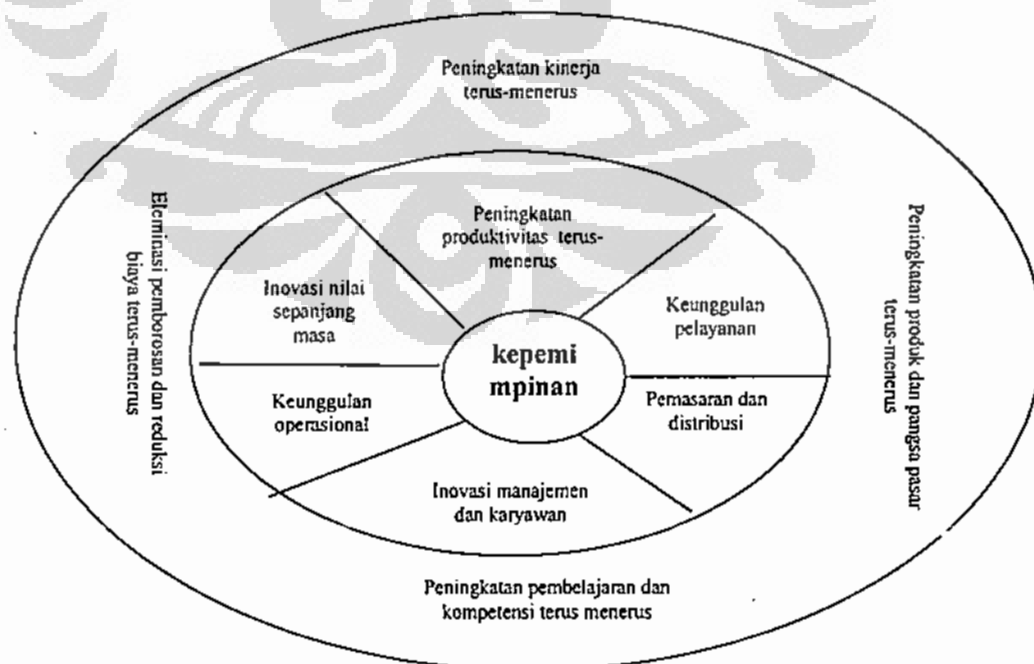 Peningkatan kinerja
terus-menerus
Eleminasi pemborosan dan reduksi
biaya terus-menerus
Peningkatan
produktivitas terus-
menerus
Inovasi nilai
sepanjang
masa
Keunggulan
pelayanan
kepemi
mpinan
Keunggulan
operasional
Pemasaran dan
distribusi
Inovasi manajemen
dan karyawan
Peningkatan produk dan pangsa pasar
terus-menerus
Peningkatan pembelajaran dan
kompetensi terus menerus